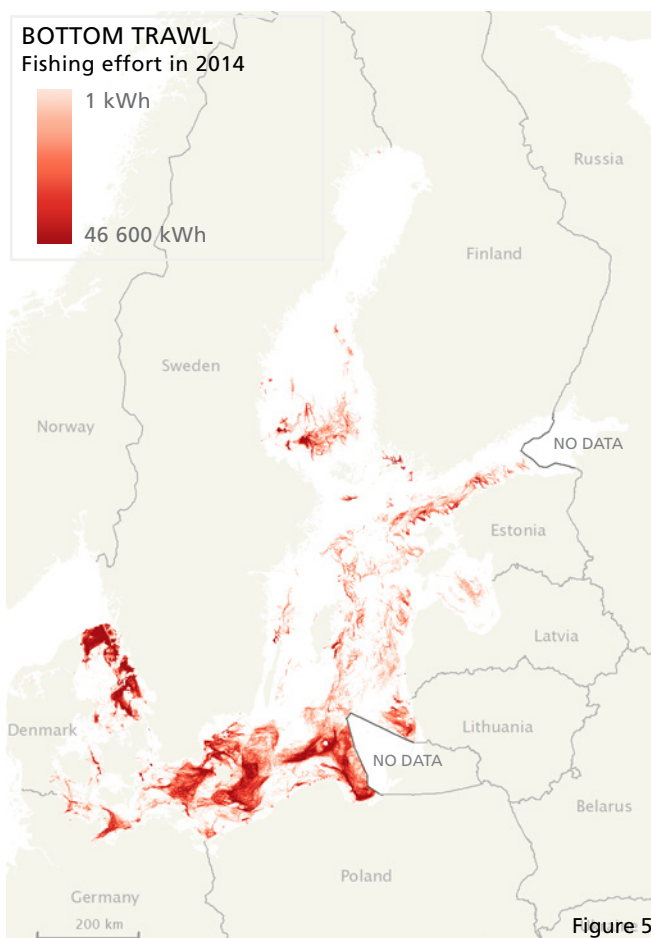 BOTTOM TRAWL
Fishing effort in 2014
1 kWh
46 600 kWh
Russia
Finland
Sweden
Norway
NO DATA
Estonia
Latvia
Denmark
Lithuania
NO DATA
Belarus
Poland
Germany
200 km
Figure 5